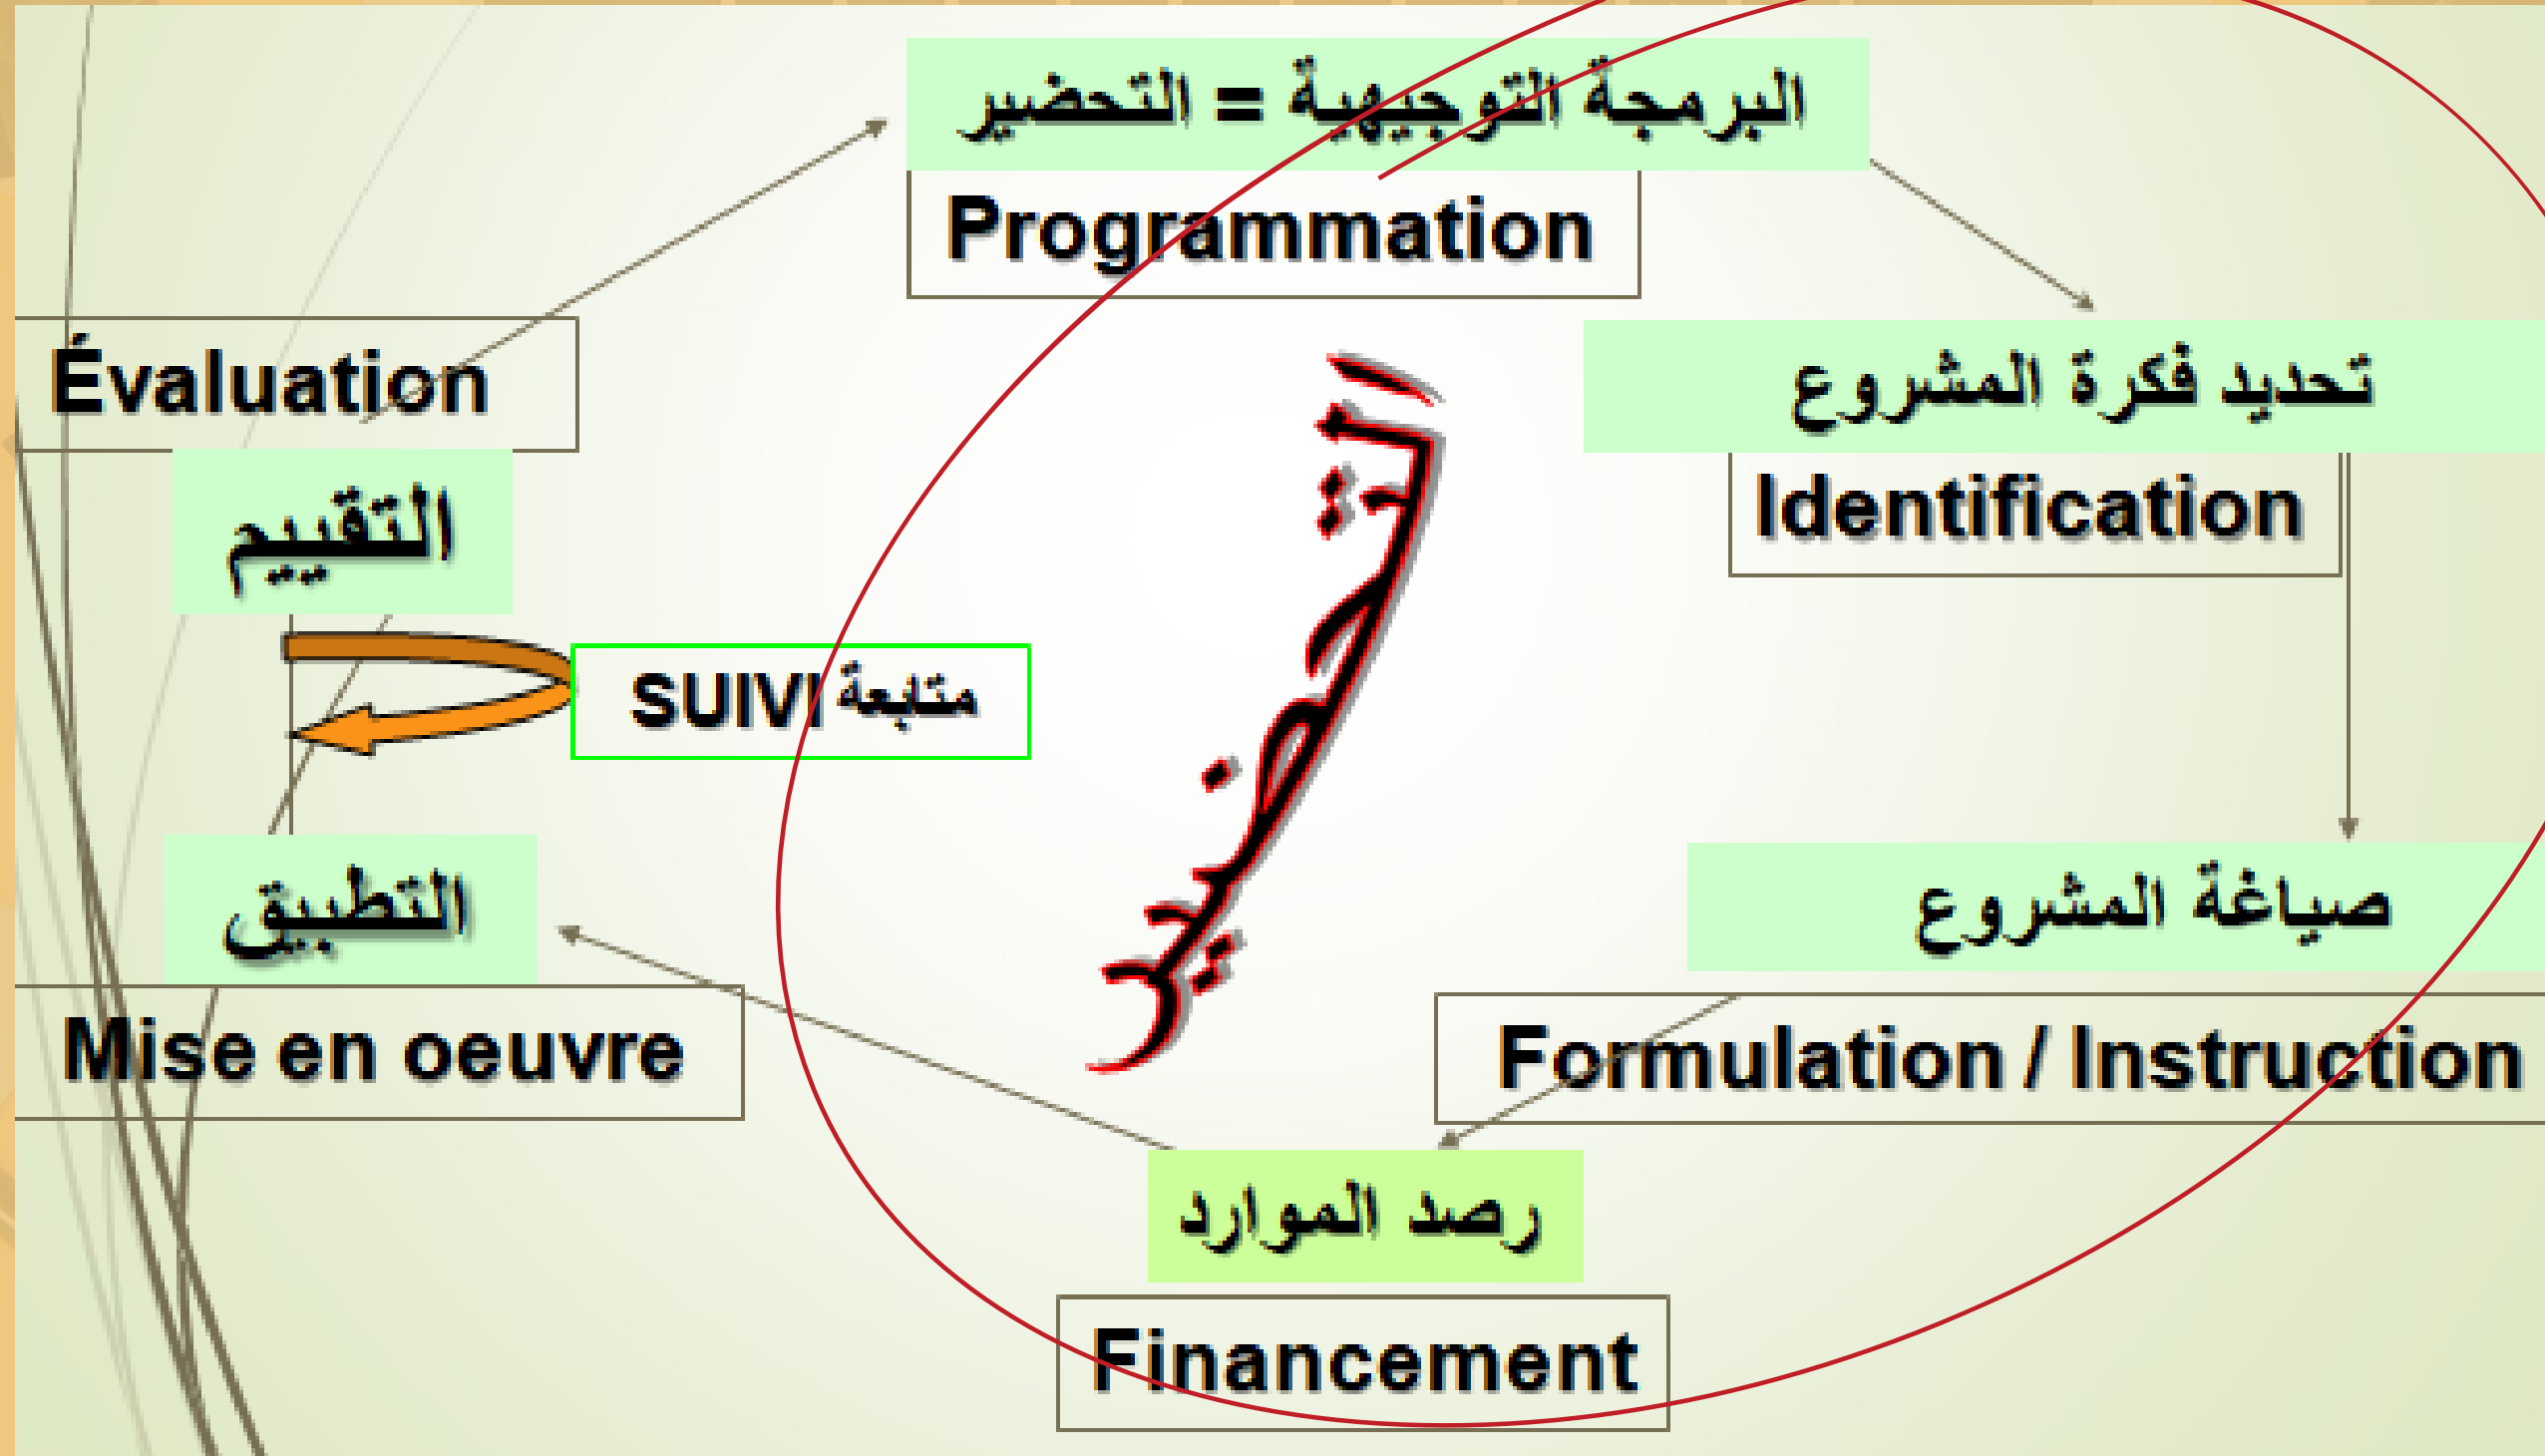 البرمجة التوجيهية = التحضير
Programmation
تحديد فكرة المشروع
Identification
صياغة المشروع
Formulation / Instruction
رصد الموارد
Financement
التطبيق
Mise en oeuvre
متابعة SUIVI
التقييم
Évaluation
التحضير